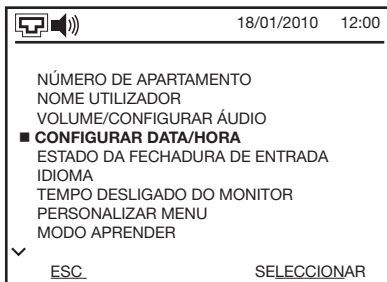 18/01/2010 12:00
NÚMERO DE APARTAMENTO
NOME UTILIZADOR
VOLUME/CONFIGURAR ÁUDIO
CONFIGURAR DATA/HORA
ESTADO DA FECHADURA DE ENTRADA
IDIOMA
TEMPO DESLIGADO DO MONITOR
PERSONALIZAR MENU
MODO APRENDER
ESC SELECCIONAR